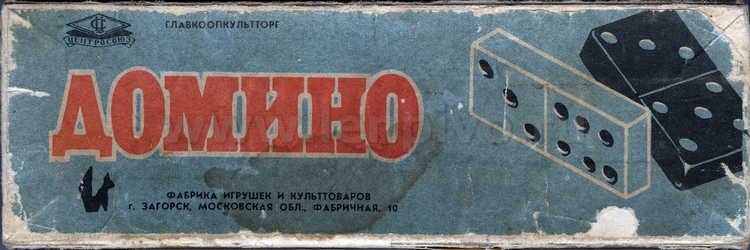 ГЛАВКООПКУЛЬТТОРГ
ЦЕНТРОСОЮЗ
ДОМИНО
ФАБРИКА ИГРУШЕК И КУЛЬТТОВАРОВ
г. ЗАГОРСК, МОСКОВСКАЯ ОБЛ., ФАБРИЧНАЯ, 10